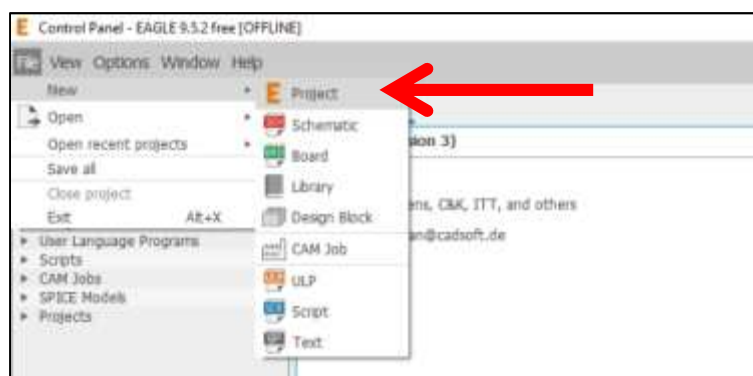 Control Panel - EAGLE 9.5.2 free [OFFLINE]
File View Options Window Help
New
Project
Open
Schematic
Open recent projects
sion 3)
Board
Save all
Library
Close project
ens, C&K, ITT, and others
Exit Alt+X
Design Block
an@cadsoft.de
User Language Programs
CAM Job
Scripts
CAM Jobs
ULP
SPICE Models
Script
Projects
Text